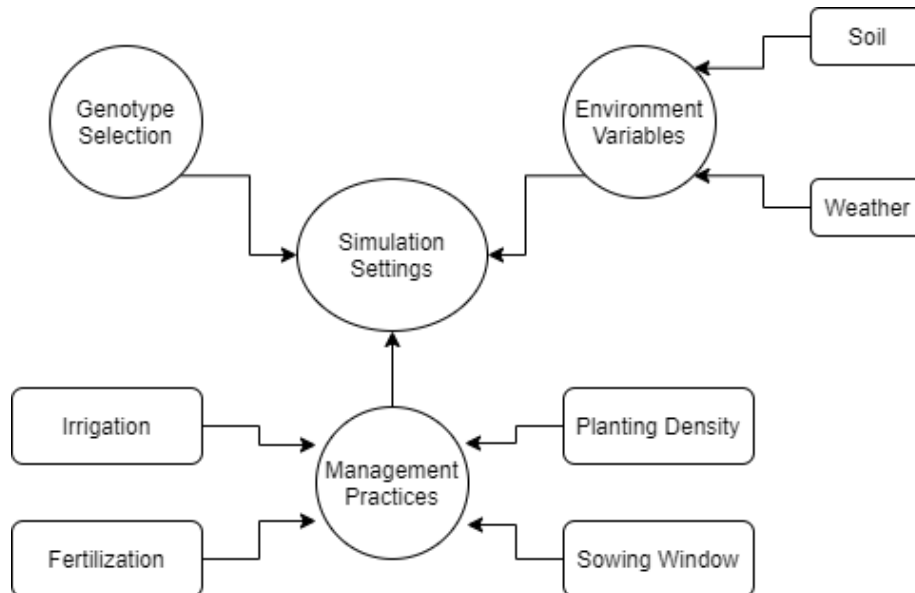 Soil
Genotype
Selection
Environment
Variables
Weather
Simulation
Settings
Irrigation
Planting Density
Management
Practices
Fertilization
Sowing Window